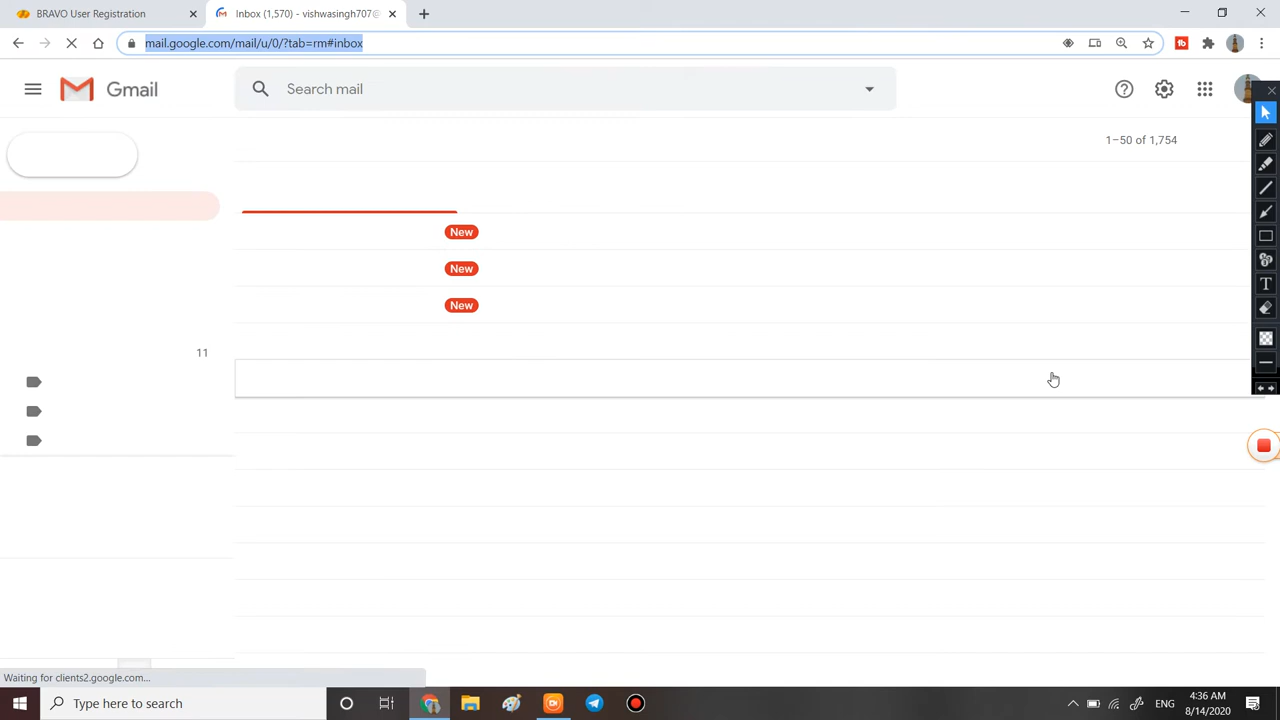 BRAVO User Registration
Inbox (1,570) - vishwasingh707@
mail.google.com/mail/u/0/?tab=rm#inbox
Gmail
Search mail
1–50 of 1,754
New
New
New
11
Waiting for clients2.google.com...
Type here to search
ENG
4:36 AM
8/14/2020